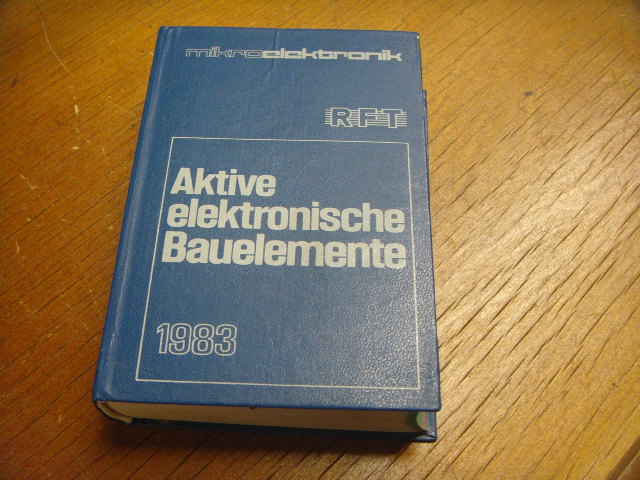 mikroelektronik
RFT
Aktive
elektronische
Bauelemente
1983